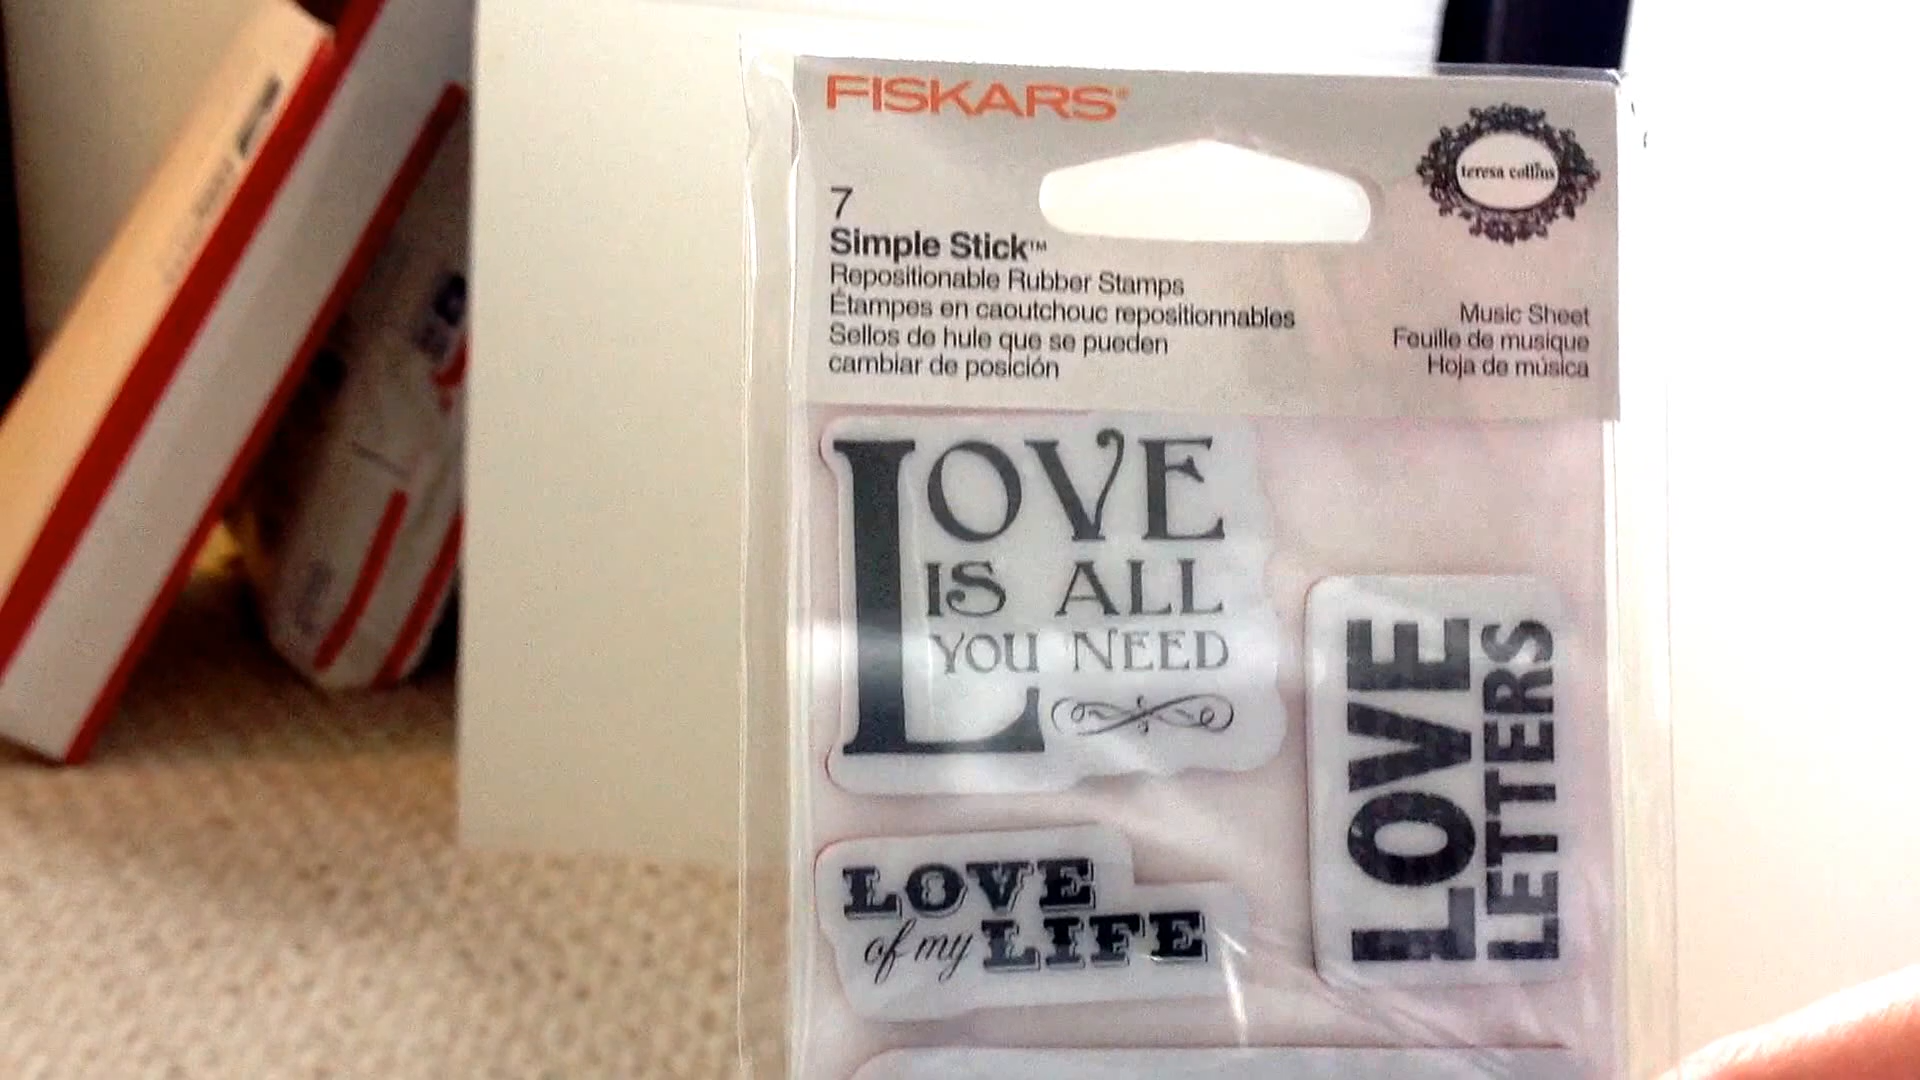 FISKARS®
teresa collins
7
Simple Stick™
Repositionable Rubber Stamps
Étampes en caoutchouc repositionnables
Sellos de hule que se pueden
cambiar de posición
Music Sheet
Feuille de musique
Hoja de música
LOVE
IS ALL
YOU NEED
LOVE
LETTERS
LOVE
of my LIFE